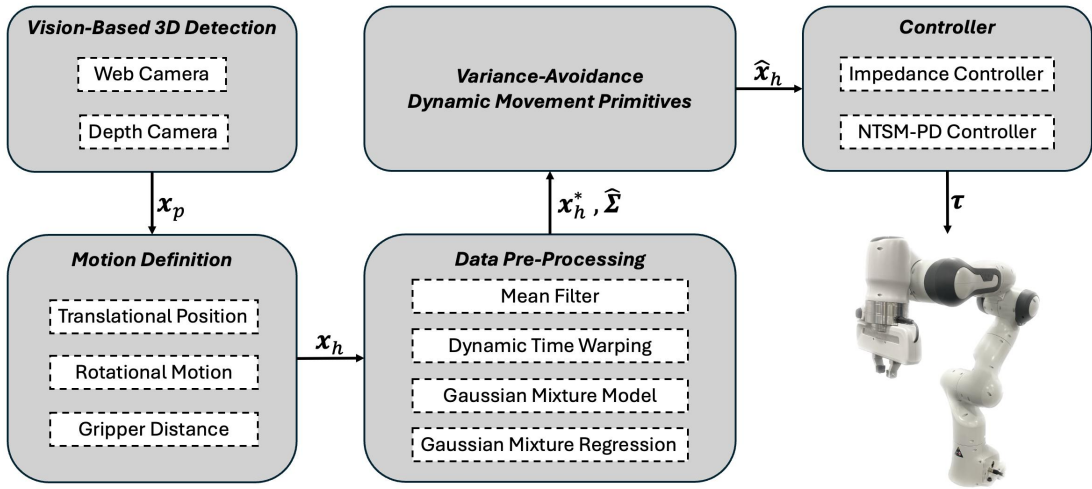 Vision-Based 3D Detection
Web Camera
Depth Camera
x_p
Motion Definition
Translational Position
Rotational Motion
Gripper Distance
x_h
Data Pre-Processing
Mean Filter
Dynamic Time Warping
Gaussian Mixture Model
Gaussian Mixture Regression
x_h^* , Σ̂
Variance-Avoidance
Dynamic Movement Primitives
x̂_h
Controller
Impedance Controller
NTSM-PD Controller
τ